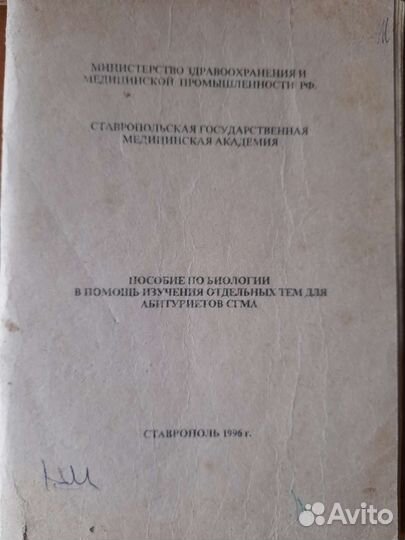 МИНИСТЕРСТВО ЗДРАВООХРАНЕНИЯ И
МЕДИЦИНСКОЙ ПРОМЫШЛЕННОСТИ РФ.
СТАВРОПОЛЬСКАЯ ГОСУДАРСТВЕННАЯ
МЕДИЦИНСКАЯ АКАДЕМИЯ
ПОСОБИЕ ПО БИОЛОГИИ
В ПОМОЩЬ ИЗУЧЕНИЯ ОТДЕЛЬНЫХ ТЕМ ДЛЯ
АБИТУРИЕТОВ СГМА
СТАВРОПОЛЬ 1996 г.
Avito